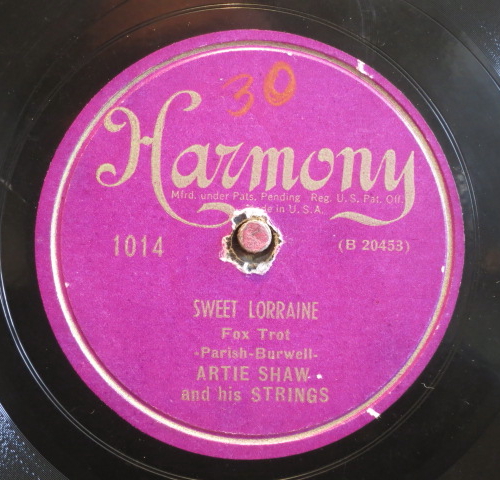 30
Harmony
Mfrd. under Pats. Pending Reg. U.S. Pat. Off.
in U.S.A.
1014
(B 20453)
SWEET LORRAINE
Fox Trot
-Parish-Burwell-
ARTIE SHAW
and his STRINGS